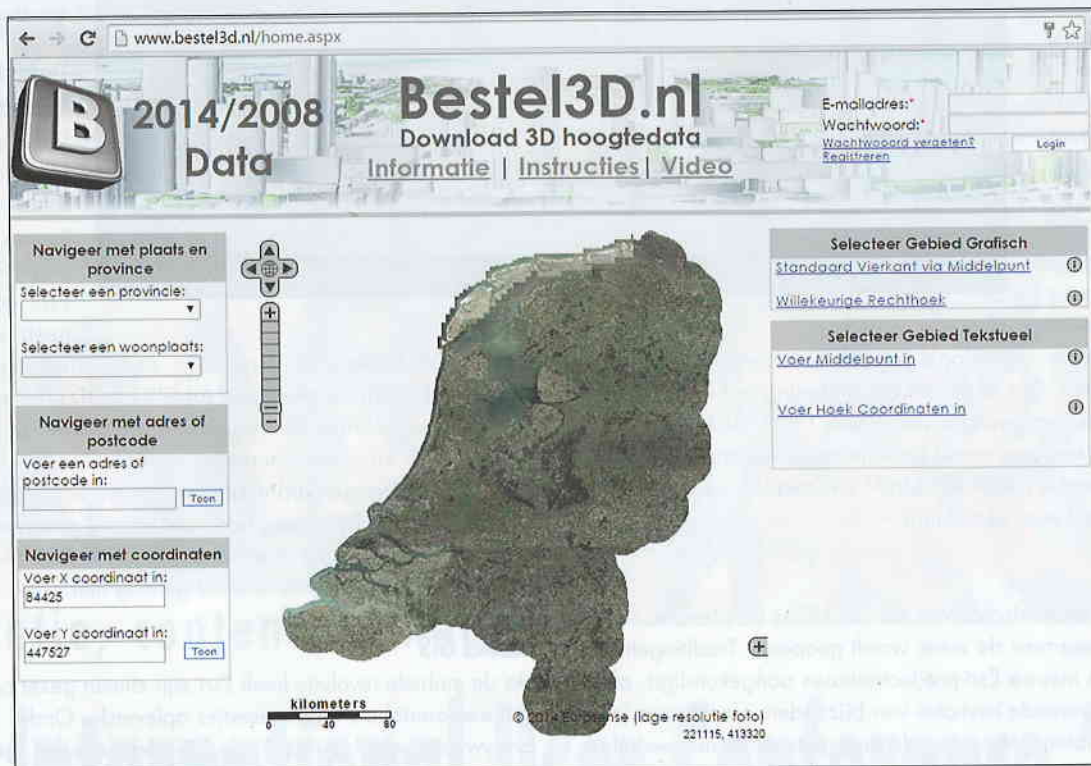 www.bestel3d.nl/home.aspx
B
2014/2008
Data
Bestel3D.nl
Download 3D hoogtedata
Informatie | Instructies | Video
E-mailadres:*
Wachtwoord:*
Wachtwooord vergeten?
Registreren
Login
Navigeer met plaats en
province
Selecteer een provincie:
Selecteer een woonplaats:
Navigeer met adres of
postcode
Voer een adres of
postcode in:
Toon
Navigeer met coordinaten
Voer X coordinaat in:
84425
Voer Y coordinaat in:
447527
Toon
kilometers
0 40 80
© 2014 Eurosense (lage resolutie foto)
221115, 413320
Selecteer Gebied Grafisch
Standaard Vierkant via Middelpunt
Willekeurige Rechthoek
Selecteer Gebied Tekstueel
Voer Middelpunt in
Voer Hoek Coordinaten in